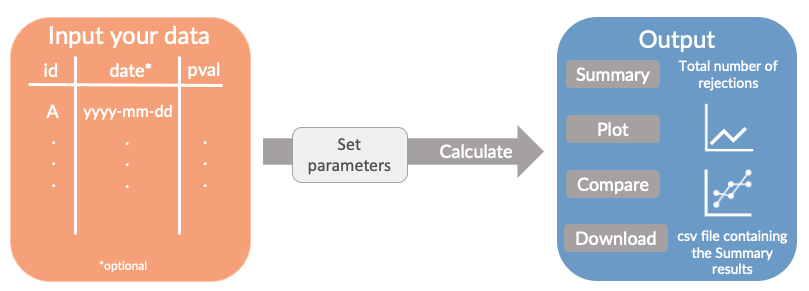 Input your data
id date* pval
A yyyy-mm-dd
. . .
. . .
. . .
*optional
Set
parameters
Calculate
Output
Summary
Total number of
rejections
Plot
Compare
Download
csv file containing
the Summary
results